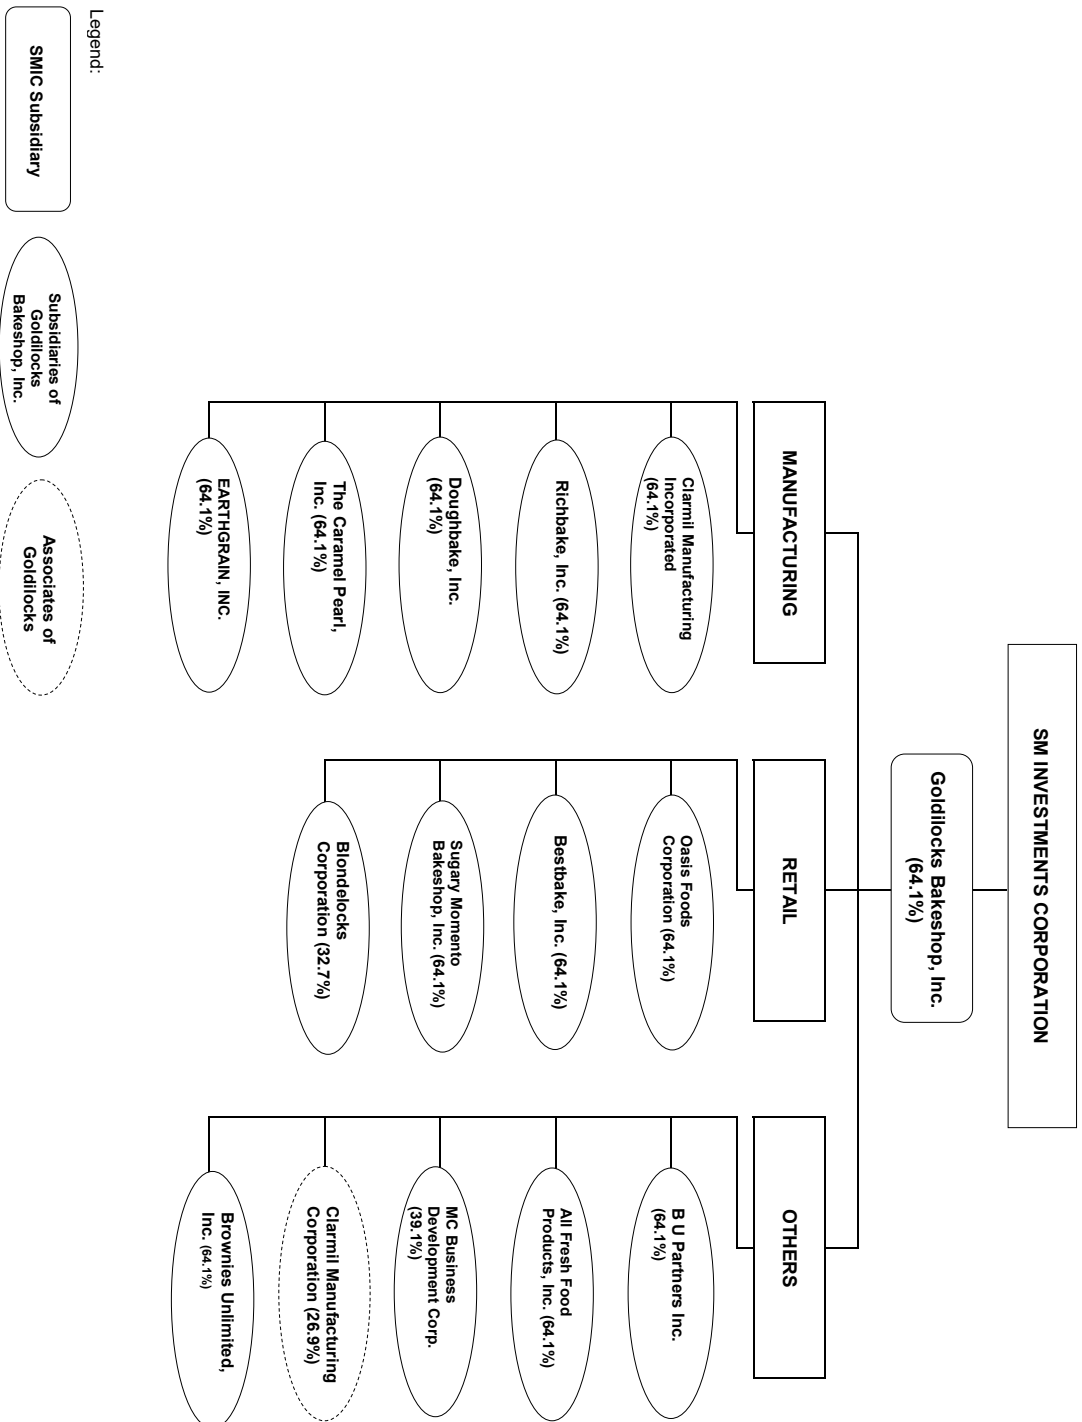 SM INVESTMENTS CORPORATION
Goldilocks Bakeshop, Inc.
(64.1%)
MANUFACTURING
Clarmil Manufacturing
Incorporated
(64.1%)
Richbake, Inc. (64.1%)
Doughbake, Inc.
(64.1%)
The Caramel Pearl,
Inc. (64.1%)
EARTHGRAIN, INC.
(64.1%)
RETAIL
Oasis Foods
Corporation (64.1%)
Bestbake, Inc. (64.1%)
Sugary Momento
Bakeshop, Inc. (64.1%)
Blondelocks
Corporation (32.7%)
OTHERS
B U Partners Inc.
(64.1%)
All Fresh Food
Products, Inc. (64.1%)
MC Business
Development Corp.
(39.1%)
Clarmil Manufacturing
Corporation (26.9%)
Brownies Unlimited,
Inc. (64.1%)
Legend:
SMIC Subsidiary
Subsidiaries of
Goldilocks
Bakeshop, Inc.
Associates of
Goldilocks